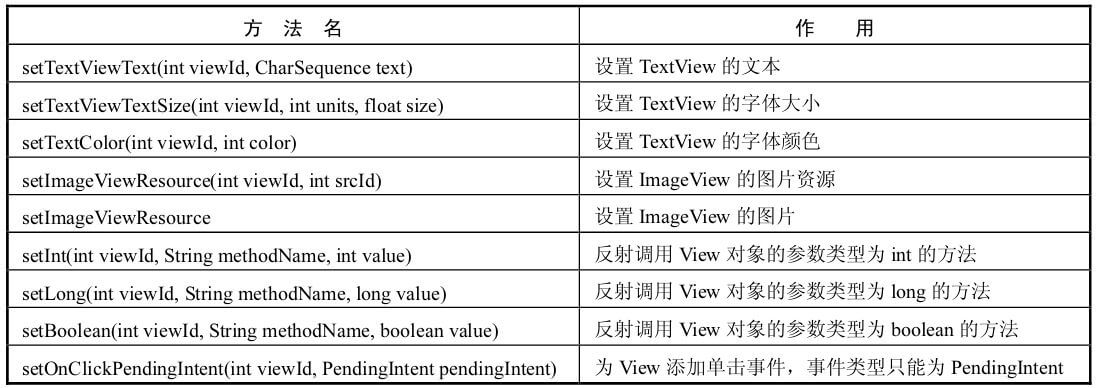 方 法 名 作 用
setTextViewText(int viewId, CharSequence text) 设置 TextView 的文本
setTextViewTextSize(int viewId, int units, float size) 设置 TextView 的字体大小
setTextColor(int viewId, int color) 设置 TextView 的字体颜色
setImageViewResource(int viewId, int srcId) 设置 ImageView 的图片资源
setImageViewResource 设置 ImageView 的图片
setInt(int viewId, String methodName, int value) 反射调用 View 对象的参数类型为 int 的方法
setLong(int viewId, String methodName, long value) 反射调用 View 对象的参数类型为 long 的方法
setBoolean(int viewId, String methodName, boolean value) 反射调用 View 对象的参数类型为 boolean 的方法
setOnClickPendingIntent(int viewId, PendingIntent pendingIntent) 为 View 添加单击事件，事件类型只能为 PendingIntent